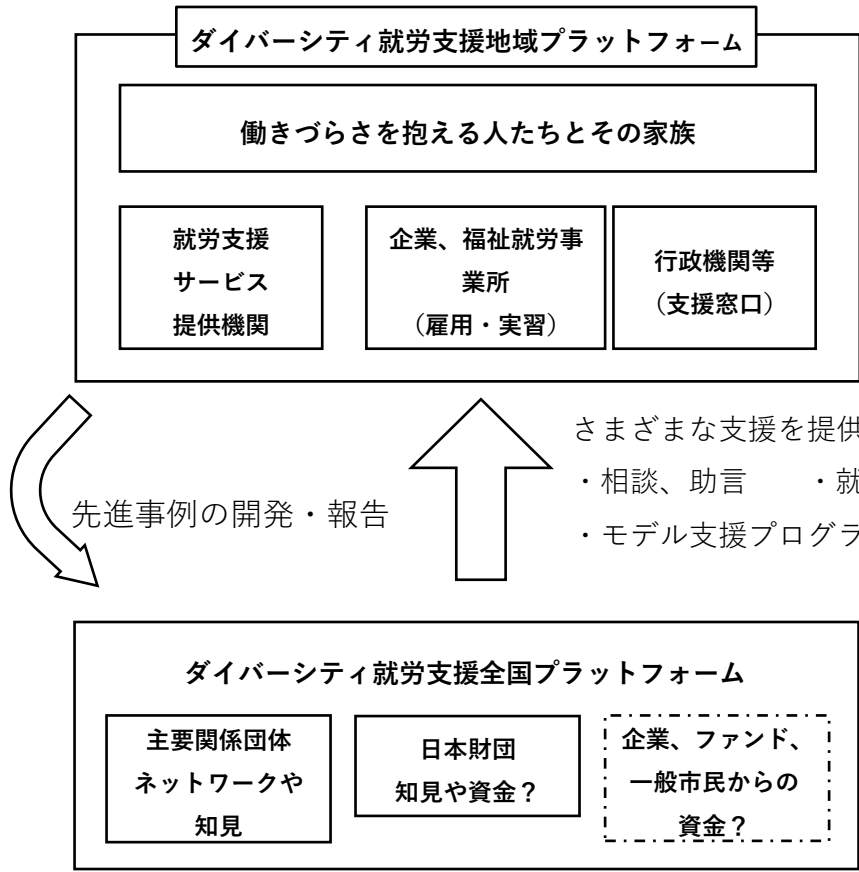 ダイバーシティ就労支援地域プラットフォーム
働きづらさを抱える人たちとその家族
就労支援
サービス
提供機関
企業、福祉就労事
業所
（雇用・実習）
行政機関等
（支援窓口）
さまざまな支援を提供
・相談、助言　　・就
・モデル支援プログラ
先進事例の開発・報告
ダイバーシティ就労支援全国プラットフォーム
主要関係団体
ネットワークや
知見
日本財団
知見や資金？
企業、ファンド、
一般市民からの
資金？